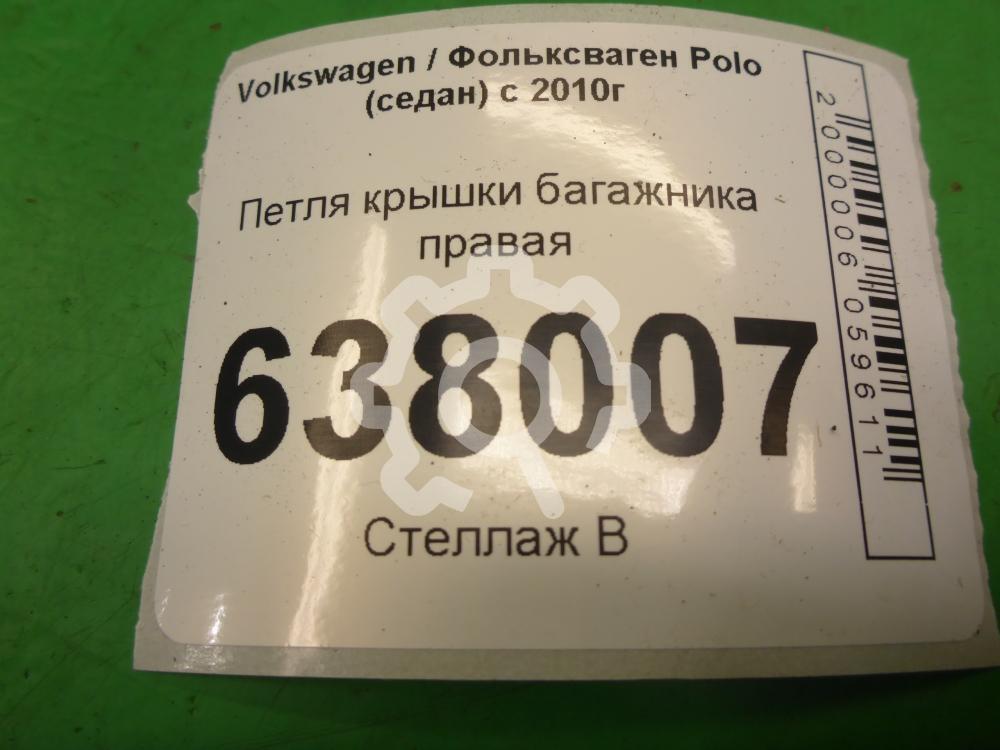 Volkswagen / Фольксваген Polo
(седан) с 2010г
Петля крышки багажника
правая
638007
Стеллаж В
2000006059611